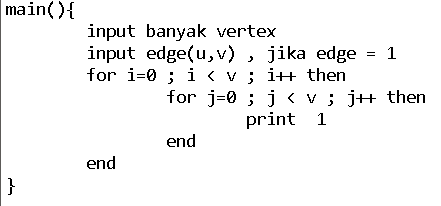 main(){
input banyak vertex
input edge(u,v) , jika edge = 1
for i=0 ; i < v ; i++ then
for j=0 ; j < v ; j++ then
print 1
end
end
}